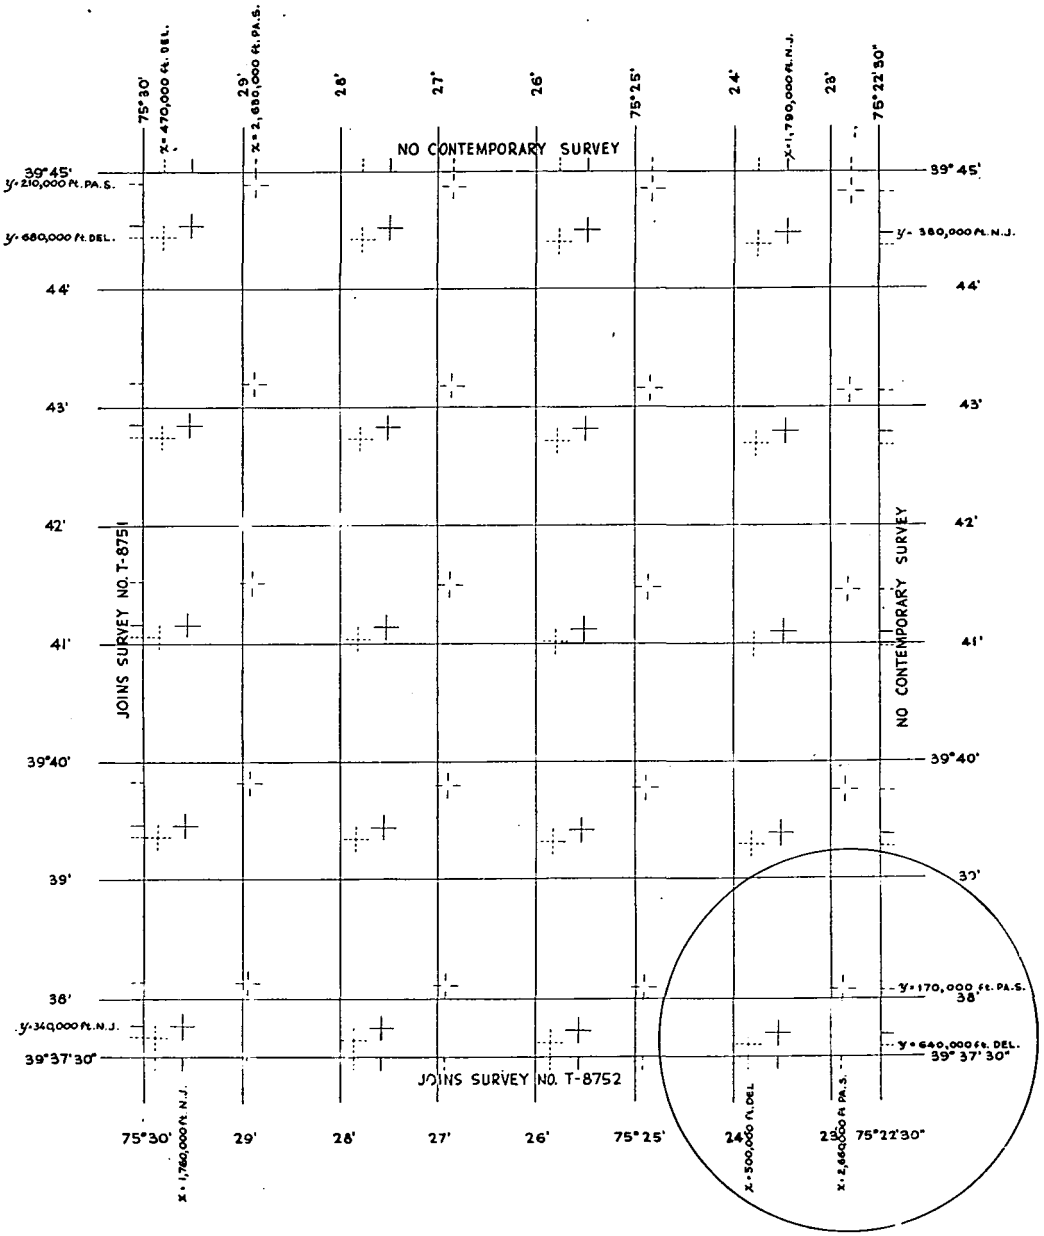 x = 470,000 ft. DEL.
x = 2,630,000 ft. PA.S.
x = 1,790,000 ft. N.J.
75° 30'
29'
28'
27'
26'
75° 25'
24'
23'
75° 22' 30"
NO CONTEMPORARY SURVEY
39° 45'
39° 45'
y = 210,000 ft. PA.S.
y = 680,000 ft. DEL.
y = 380,000 ft. N.J.
44'
44'
43'
43'
42'
42'
JOINS SURVEY NO. T-8751
NO CONTEMPORARY SURVEY
41'
41'
39° 40'
39° 40'
39'
39'
y = 170,000 ft. PA.S.
38'
38'
y = 340,000 ft. N.J.
y = 640,000 ft. DEL.
39° 37' 30"
39° 37' 30"
JOINS SURVEY NO. T-8752
75° 30'
29'
28'
27'
26'
75° 25'
24'
23'
75° 22' 30"
x = 1,760,000 ft. N.J.
x = 500,000 ft. DEL
x = 2,660,000 ft PA.S.